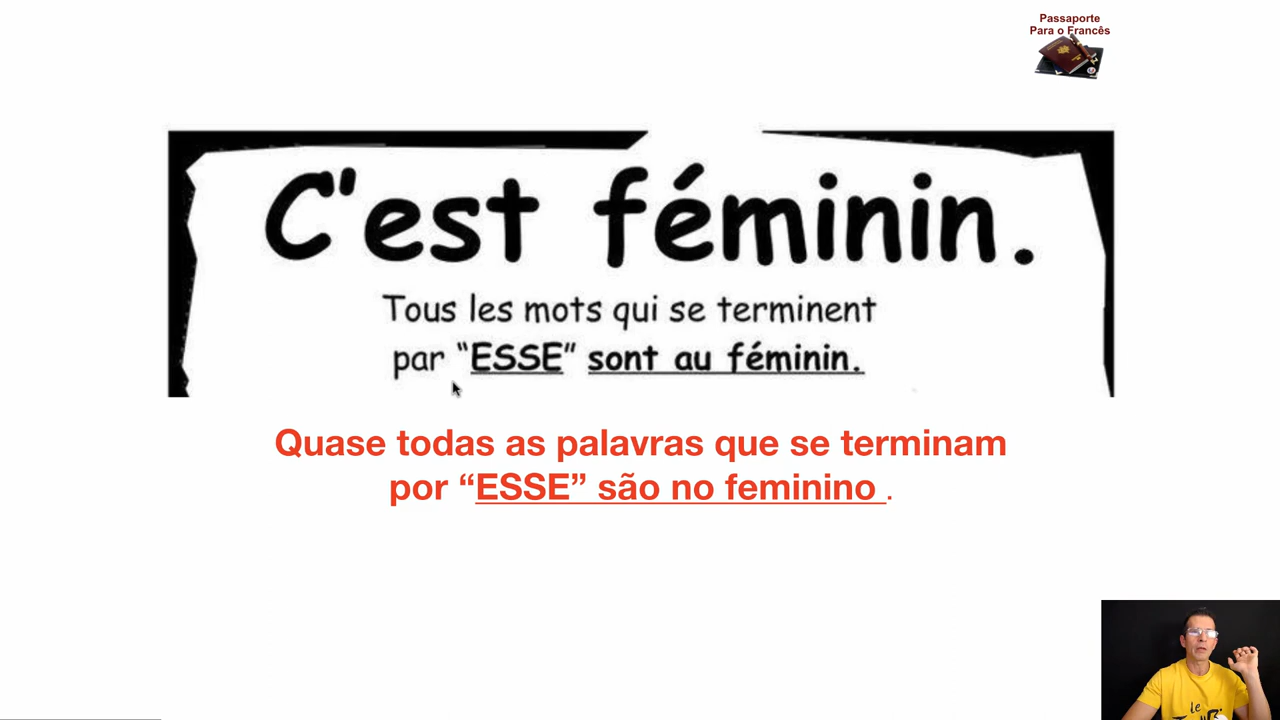 Passaporte
Para o Francês
C'est féminin.
Tous les mots qui se terminent
par “ESSE” sont au féminin.
Quase todas as palavras que se terminam
por “ESSE” são no feminino .
le